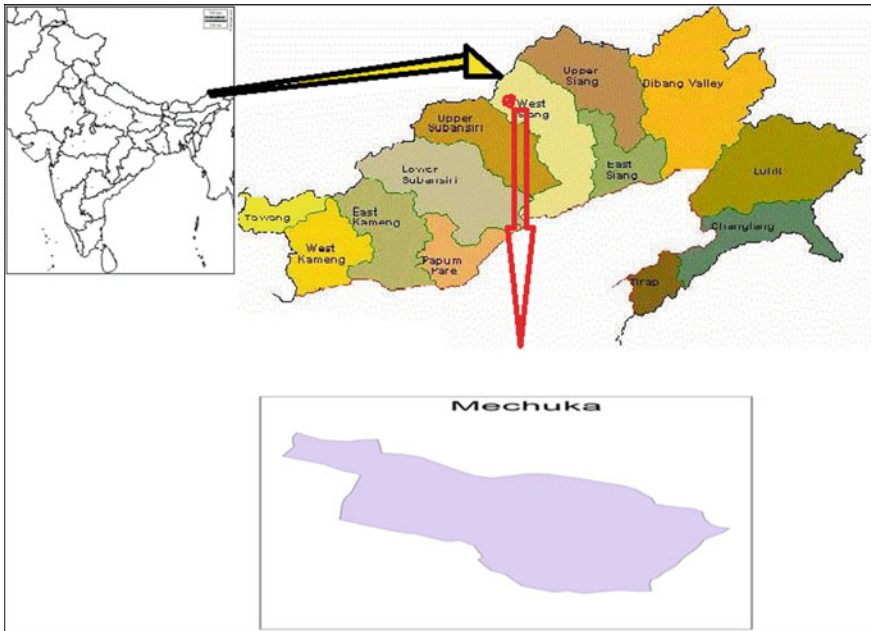 Upper
Siang
Dibang Valley
West
Siang
Upper
Subansiri
East
Siang
Lower
Subansiri
Lohit
Tawang
East
Kameng
Changlang
West
Kameng
Papum
Pare
Tirap
Mechuka